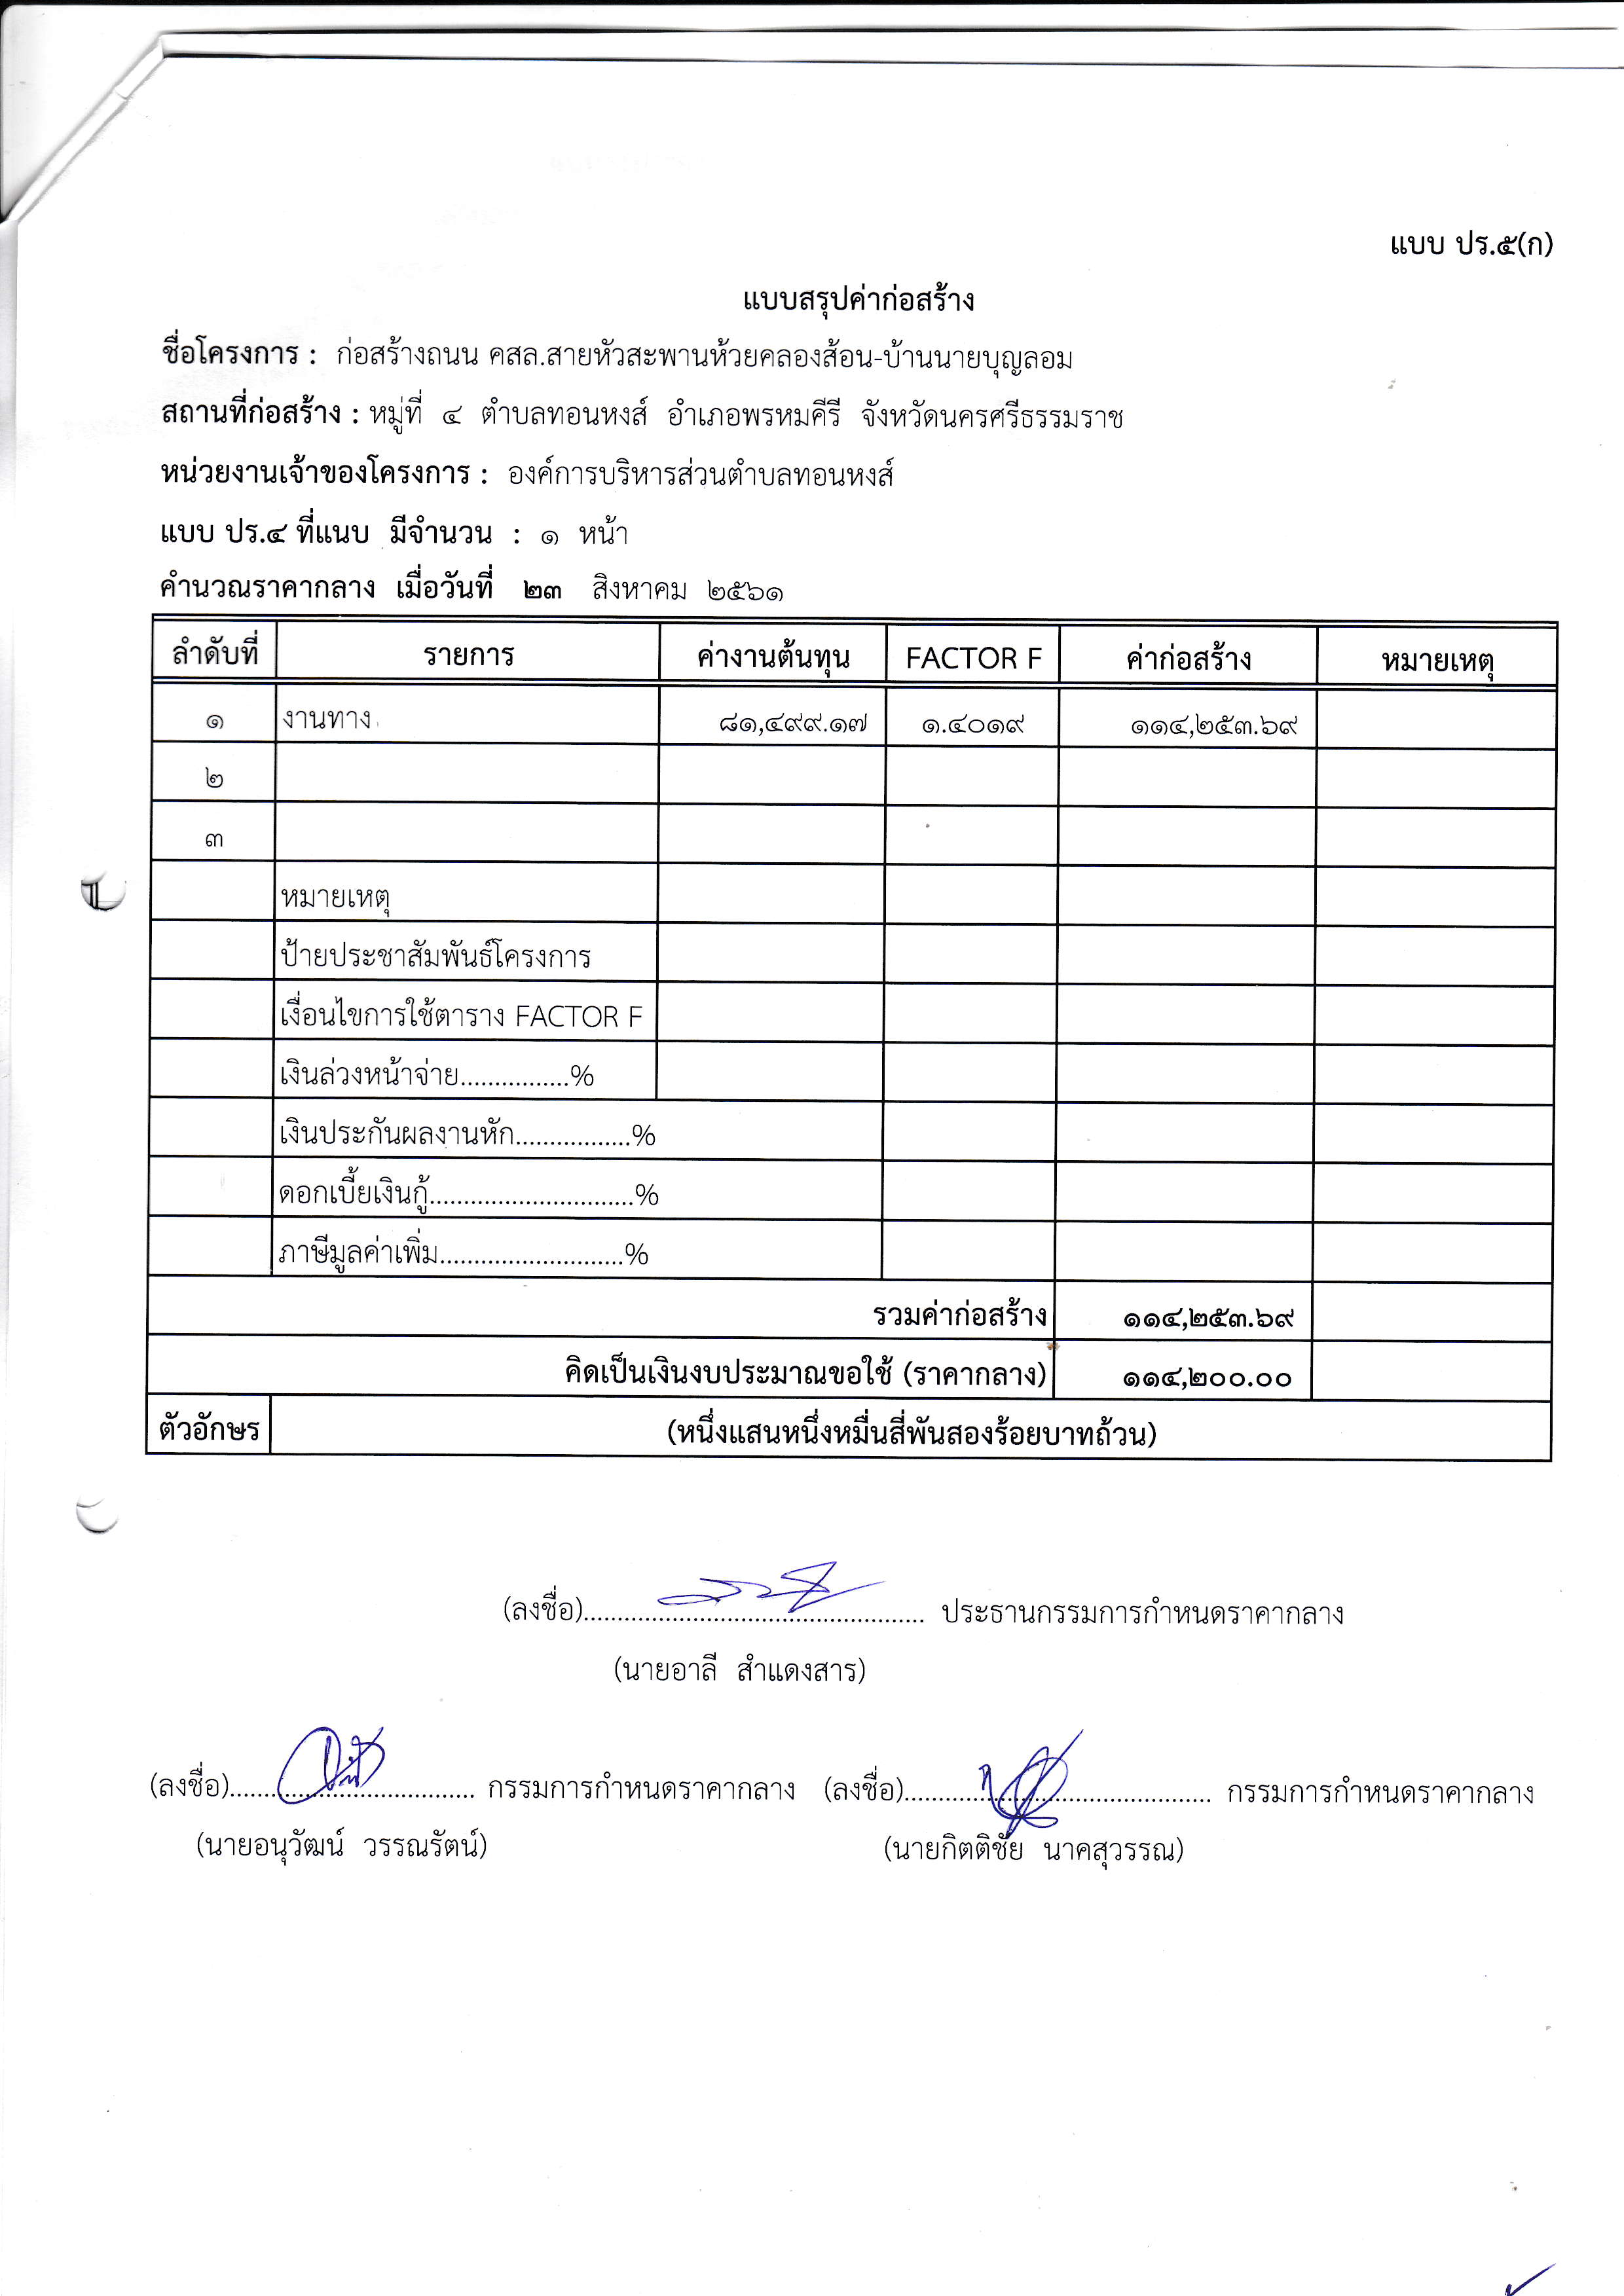 แบบ ปร.๕(ก)
แบบสรุปค่าก่อสร้าง
ชื่อโครงการ : ก่อสร้างถนน คสล.สายหัวสะพานห้วยคลองส้อน-บ้านนายบุญลอม
สถานที่ก่อสร้าง : หมู่ที่ ๔ ตำบลทอนหงส์ อำเภอพรหมคีรี จังหวัดนครศรีธรรมราช
หน่วยงานเจ้าของโครงการ : องค์การบริหารส่วนตำบลทอนหงส์
แบบ ปร.๔ ที่แนบ มีจำนวน : ๑ หน้า
คำนวณราคากลาง เมื่อวันที่ ๒๓ สิงหาคม ๒๕๖๑
ลำดับที่ รายการ ค่างานต้นทุน FACTOR F ค่าก่อสร้าง หมายเหตุ
๑ งานทาง ๘๑,๔๙๙.๑๗ ๑.๔๐๑๙ ๑๑๔,๒๕๓.๖๙
๒
๓
หมายเหตุ
ป้ายประชาสัมพันธ์โครงการ
เงื่อนไขการใช้ตาราง FACTOR F
เงินล่วงหน้าจ่าย................%
เงินประกันผลงานหัก.................%
ดอกเบี้ยเงินกู้..............................%
ภาษีมูลค่าเพิ่ม...........................%
รวมค่าก่อสร้าง ๑๑๔,๒๕๓.๖๙
คิดเป็นเงินงบประมาณขอใช้ (ราคากลาง) ๑๑๔,๒๐๐.๐๐
ตัวอักษร (หนึ่งแสนหนึ่งหมื่นสี่พันสองร้อยบาทถ้วน)
(ลงชื่อ).................................................. ประธานกรรมการกำหนดราคากลาง
(นายอาลี สำแดงสาร)
(ลงชื่อ).................................... กรรมการกำหนดราคากลาง (ลงชื่อ)............................................. กรรมการกำหนดราคากลาง
(นายอนุวัฒน์ วรรณรัตน์) (นายกิตติชัย นาคสุวรรณ)